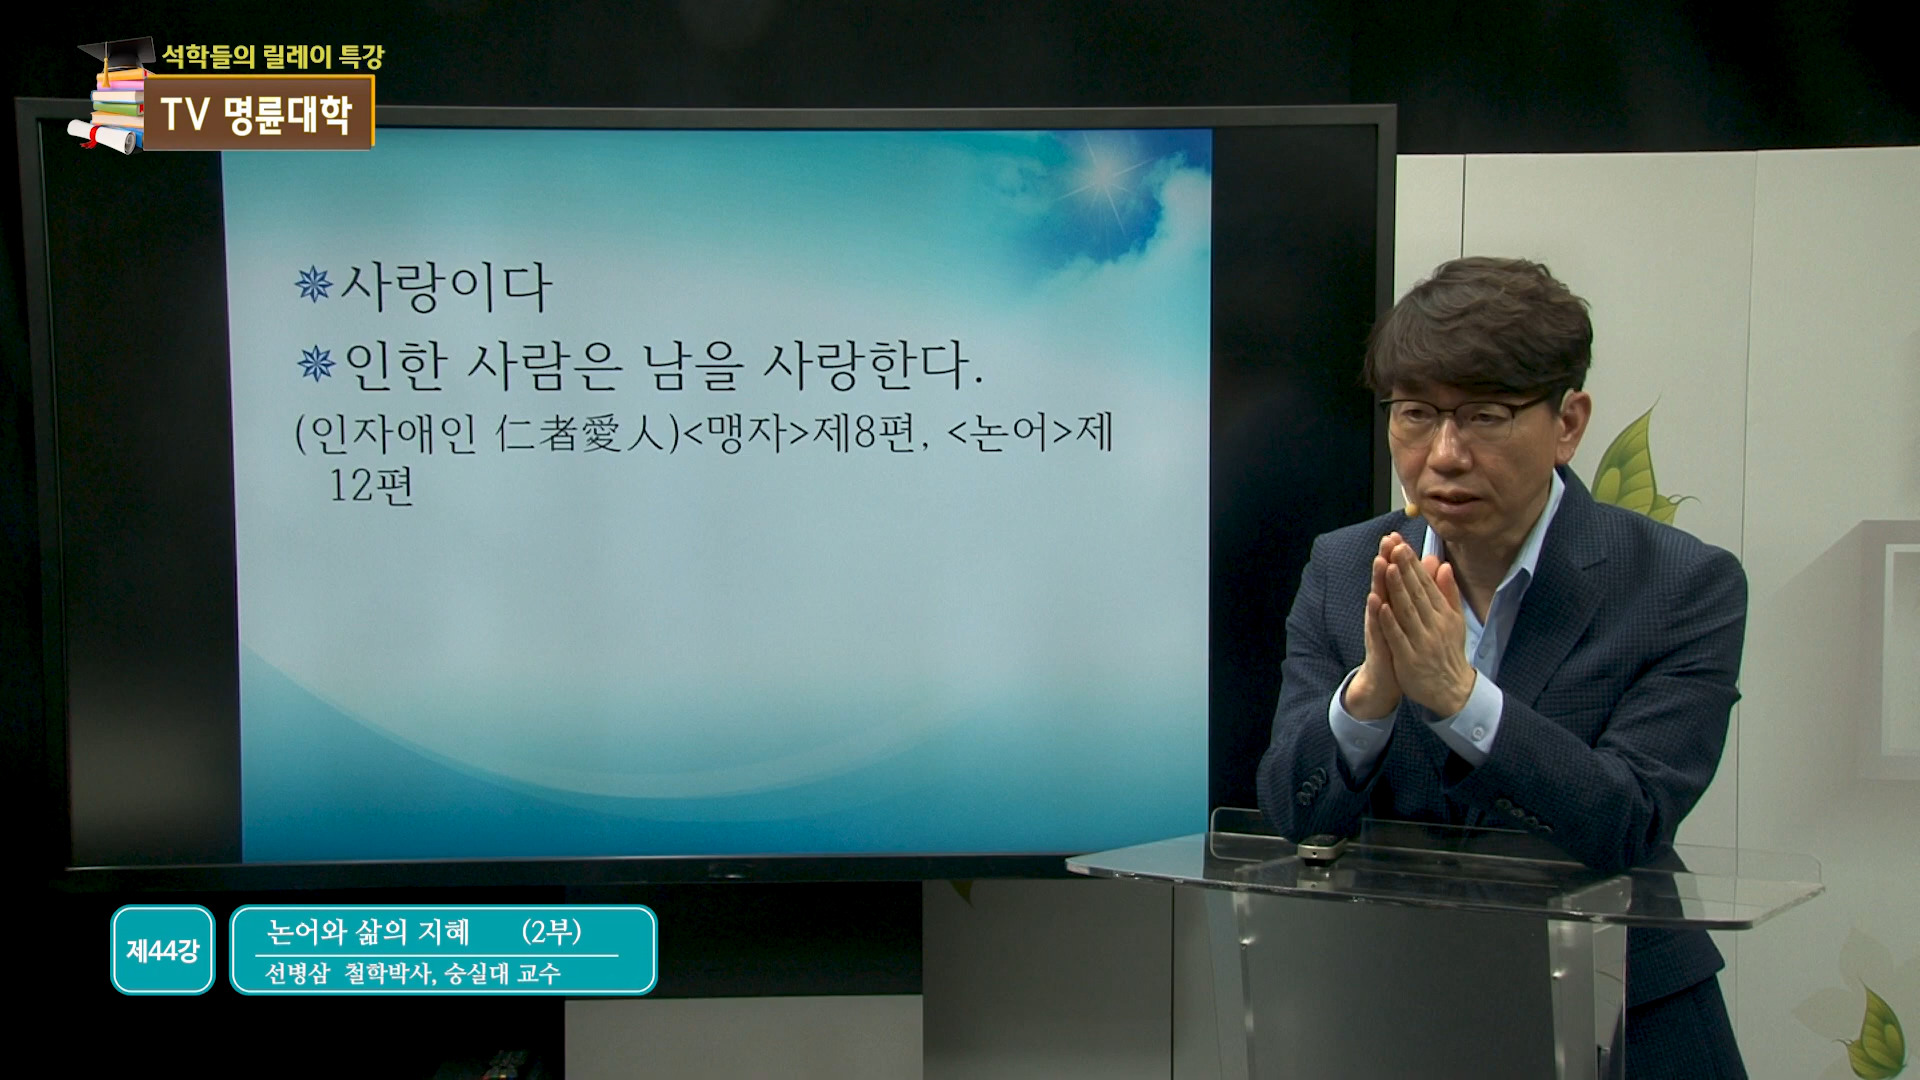 석학들의 릴레이 특강
TV 명륜대학
사랑이다
인한 사람은 남을 사랑한다.
(인자애인 仁者愛人)<맹자>제8편, <논어>제
12편
제44강
논어와 삶의 지혜 (2부)
선병삼 철학박사, 숭실대 교수